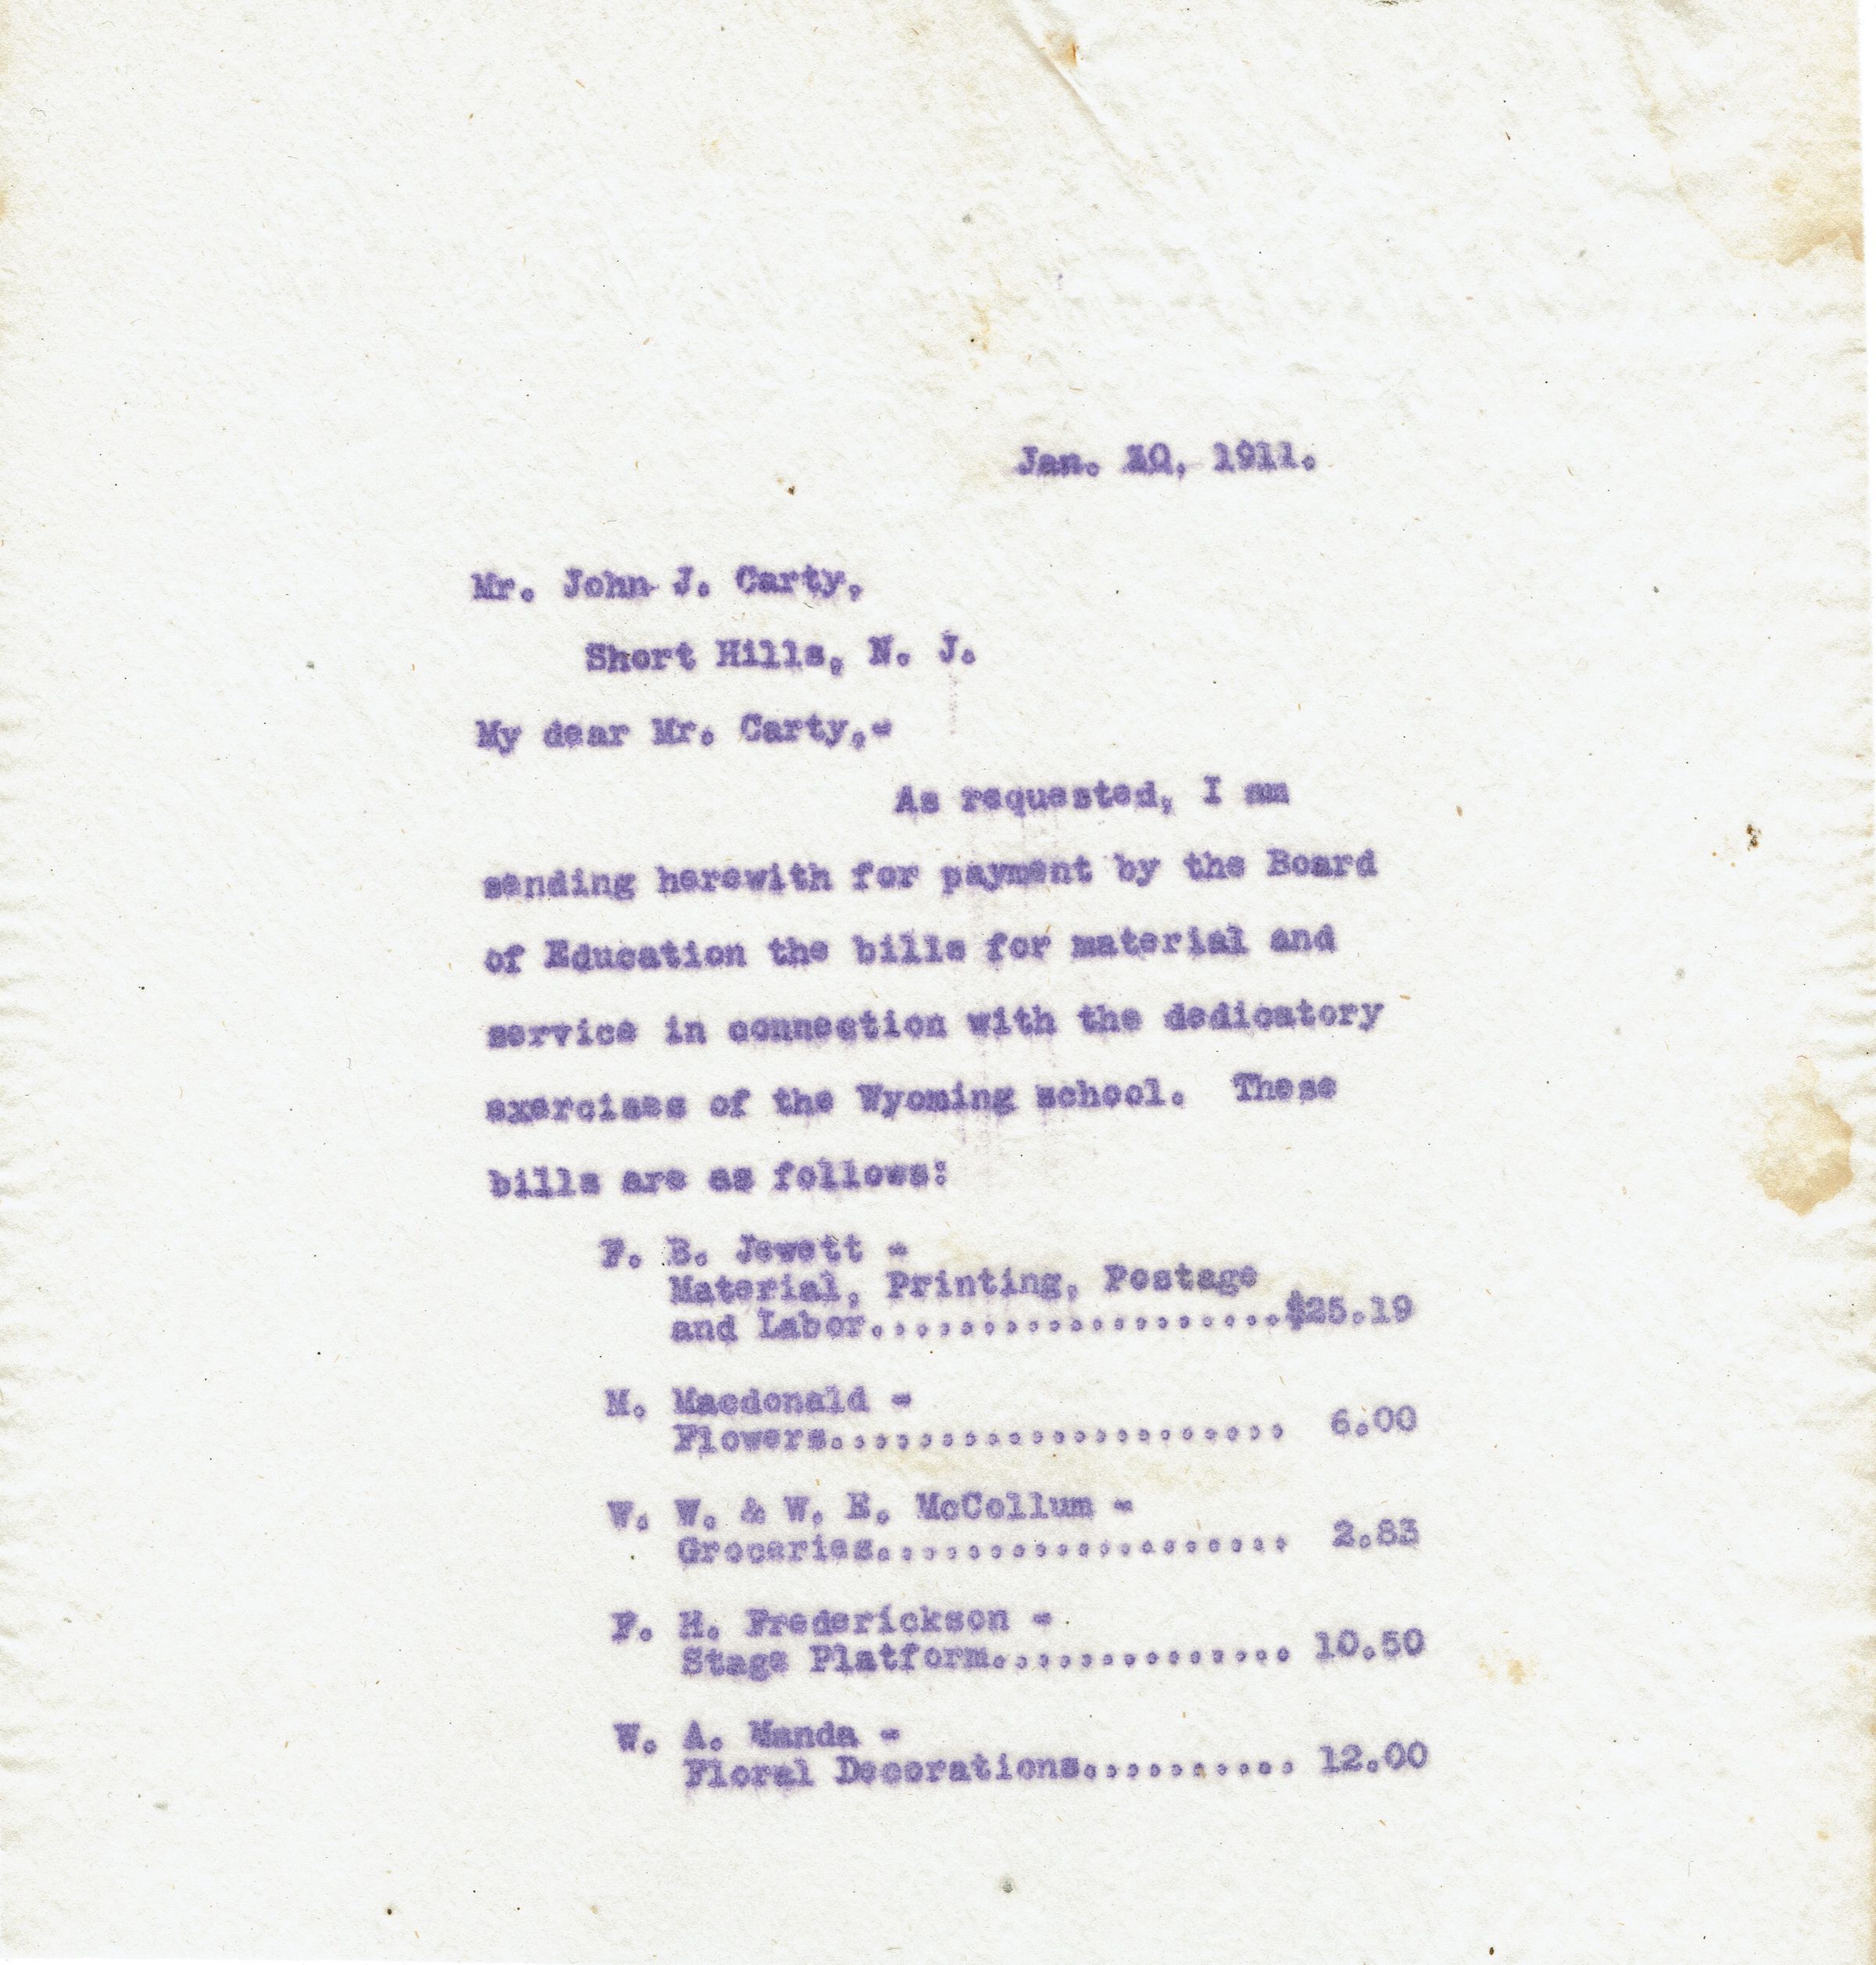 Jan. 10, 1911.
Mr. John J. Carty,
Short Hills, N. J.
My dear Mr. Carty,-
As requested, I am
sending herewith for payment by the Board
of Education the bills for material and
service in connection with the dedicatory
exercises of the Wyoming school.  These
bills are as follows:
F. B. Jewett -
Material, Printing, Postage
and Labor...................$25.19
M. Macdonald -
Flowers..................... 6.00
W. W. & W. E. McCollum -
Groceries................... 2.83
F. H. Frederickson -
Stage Platform.............. 10.50
W. A. Manda -
Floral Decorations.......... 12.00